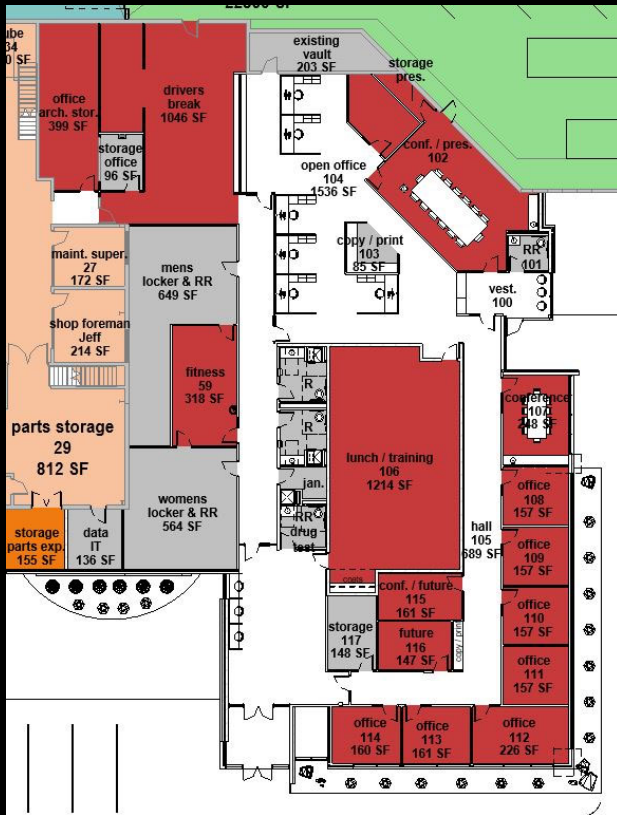 34
existing
vault
203 SF
storage
pres.
drivers
break
1046 SF
office
arch. stor.
399 SF
storage
office
96 SF
open office
104
1536 SF
conf. / pres.
102
copy / print
103
85 SF
RR
101
vest.
100
maint. super.
27
172 SF
mens
locker & RR
649 SF
shop foreman
Jeff
214 SF
fitness
59
318 SF
R
R
conference
107
248 SF
parts storage
29
812 SF
lunch / training
106
1214 SF
jan.
office
108
157 SF
womens
locker & RR
564 SF
RR
drug
test
hall
105
689 SF
storage
parts exp.
155 SF
data
IT
136 SF
office
109
157 SF
coats
conf. / future
115
161 SF
office
110
157 SF
storage
117
148 SF
future
116
147 SF
copy / print
office
111
157 SF
office
114
160 SF
office
113
161 SF
office
112
226 SF